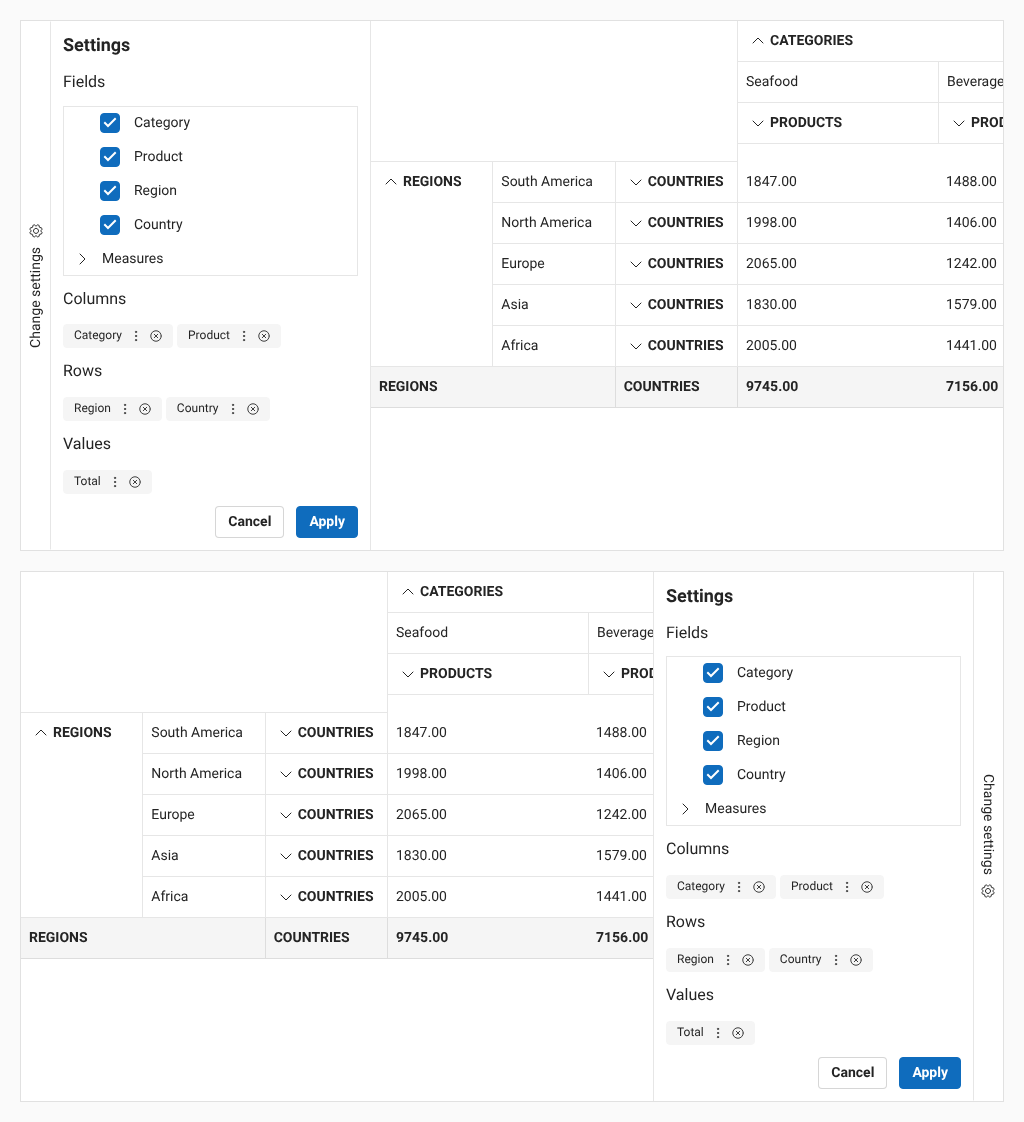 Settings
Fields
Category
Product
Region
Country
Measures
Columns
Category Product
Rows
Region Country
Values
Total
Cancel Apply
Change settings
CATEGORIES
Seafood Beverage
PRODUCTS PROD
REGIONS South America COUNTRIES 1847.00 1488.00
North America COUNTRIES 1998.00 1406.00
Europe COUNTRIES 2065.00 1242.00
Asia COUNTRIES 1830.00 1579.00
Africa COUNTRIES 2005.00 1441.00
REGIONS COUNTRIES 9745.00 7156.00
CATEGORIES
Seafood Beverage
PRODUCTS PROD
REGIONS South America COUNTRIES 1847.00 1488.00
North America COUNTRIES 1998.00 1406.00
Europe COUNTRIES 2065.00 1242.00
Asia COUNTRIES 1830.00 1579.00
Africa COUNTRIES 2005.00 1441.00
REGIONS COUNTRIES 9745.00 7156.00
Settings
Fields
Category
Product
Region
Country
Measures
Columns
Category Product
Rows
Region Country
Values
Total
Cancel Apply
Change settings